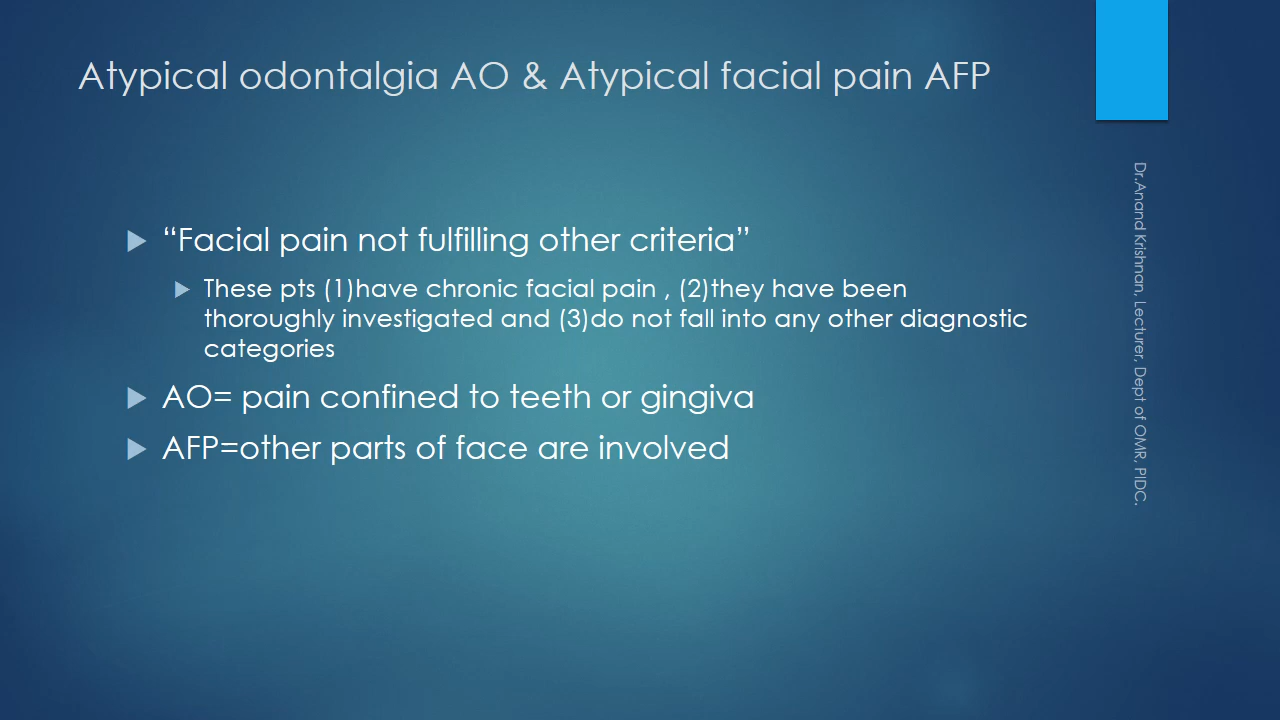 Atypical odontalgia AO & Atypical facial pain AFP
“Facial pain not fulfilling other criteria”
These pts (1)have chronic facial pain , (2)they have been
thoroughly investigated and (3)do not fall into any other diagnostic
categories
AO= pain confined to teeth or gingiva
AFP=other parts of face are involved
Dr.Anand Krishnan, Lecturer, Dept of OMR, PIDC.